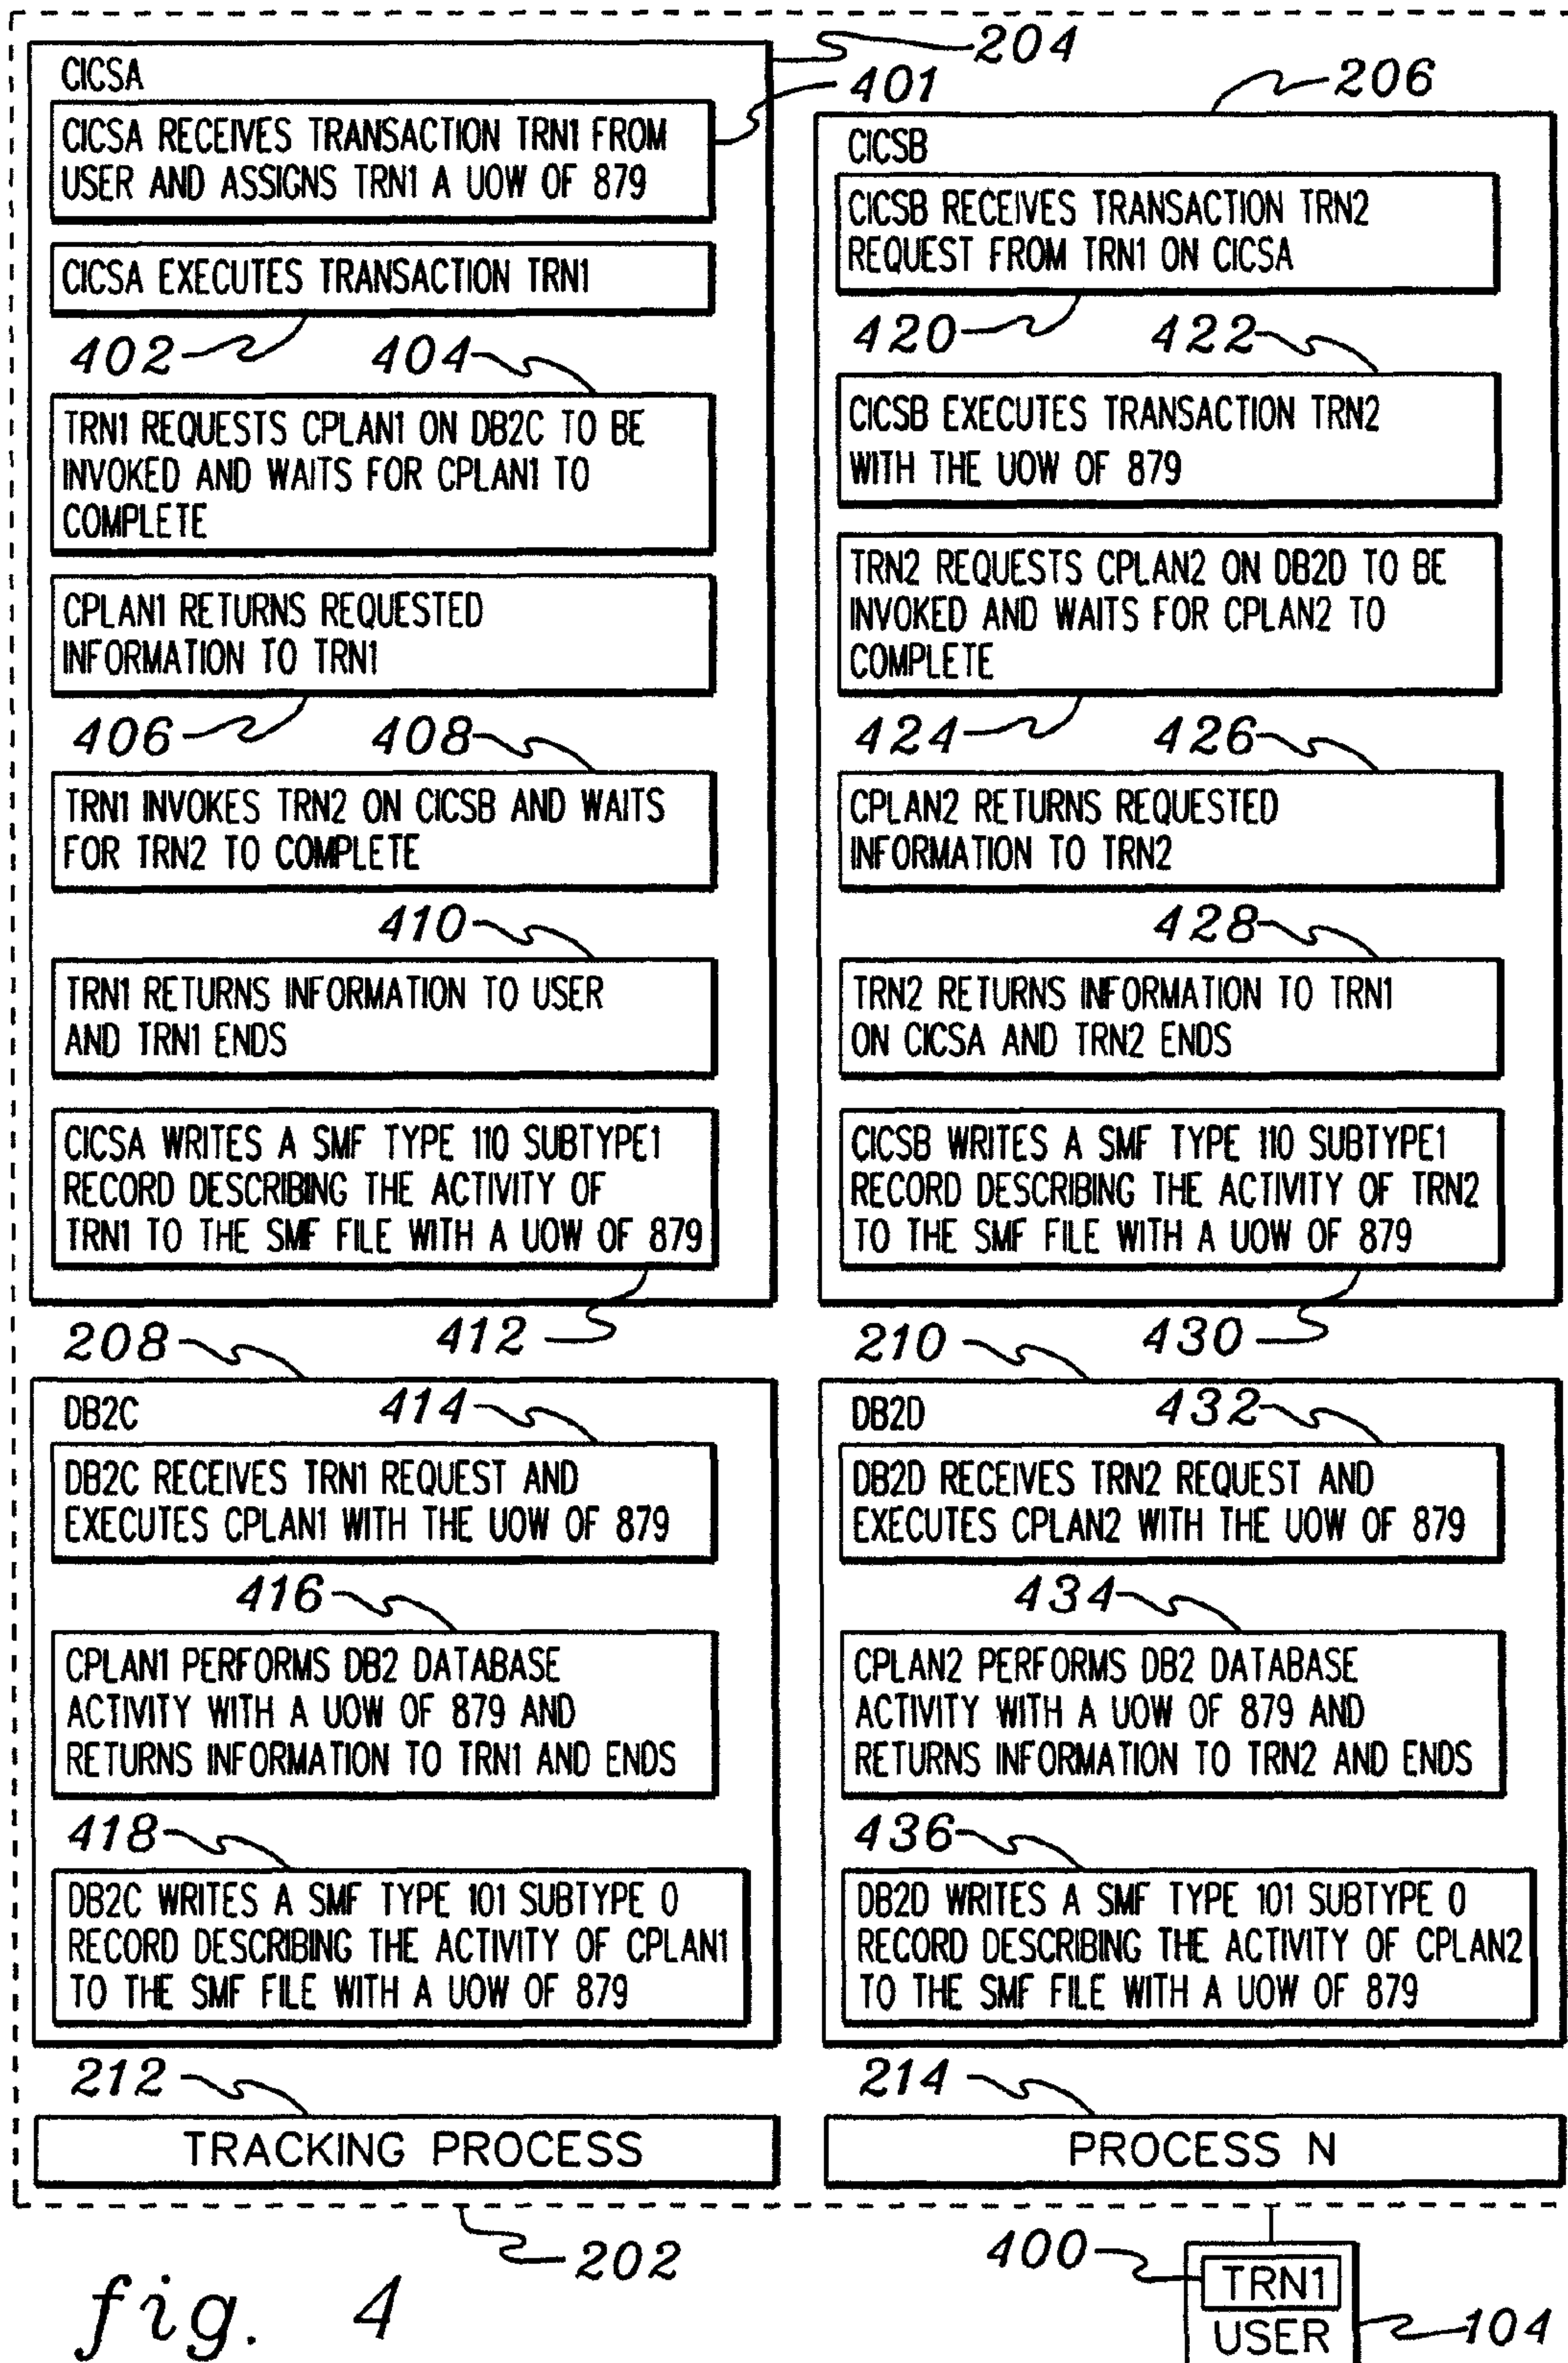 204
CICSA
401
CICSA RECEIVES TRANSACTION TRN1 FROM
USER AND ASSIGNS TRN1 A UOW OF 879
CICSA EXECUTES TRANSACTION TRN1
402
404
TRN1 REQUESTS CPLAN1 ON DB2C TO BE
INVOKED AND WAITS FOR CPLAN1 TO
COMPLETE
CPLAN1 RETURNS REQUESTED
INFORMATION TO TRN1
406
408
TRN1 INVOKES TRN2 ON CICSB AND WAITS
FOR TRN2 TO COMPLETE
410
TRN1 RETURNS INFORMATION TO USER
AND TRN1 ENDS
CICSA WRITES A SMF TYPE 110 SUBTYPE1
RECORD DESCRIBING THE ACTIVITY OF
TRN1 TO THE SMF FILE WITH A UOW OF 879
412
206
CICSB
CICSB RECEIVES TRANSACTION TRN2
REQUEST FROM TRN1 ON CICSA
420
422
CICSB EXECUTES TRANSACTION TRN2
WITH THE UOW OF 879
TRN2 REQUESTS CPLAN2 ON DB2D TO BE
INVOKED AND WAITS FOR CPLAN2 TO
COMPLETE
424
426
CPLAN2 RETURNS REQUESTED
INFORMATION TO TRN2
428
TRN2 RETURNS INFORMATION TO TRN1
ON CICSA AND TRN2 ENDS
CICSB WRITES A SMF TYPE 110 SUBTYPE1
RECORD DESCRIBING THE ACTIVITY OF TRN2
TO THE SMF FILE WITH A UOW OF 879
430
208
DB2C
414
DB2C RECEIVES TRN1 REQUEST AND
EXECUTES CPLAN1 WITH THE UOW OF 879
416
CPLAN1 PERFORMS DB2 DATABASE
ACTIVITY WITH A UOW OF 879 AND
RETURNS INFORMATION TO TRN1 AND ENDS
418
DB2C WRITES A SMF TYPE 101 SUBTYPE 0
RECORD DESCRIBING THE ACTIVITY OF CPLAN1
TO THE SMF FILE WITH A UOW OF 879
210
DB2D
432
DB2D RECEIVES TRN2 REQUEST AND
EXECUTES CPLAN2 WITH THE UOW OF 879
434
CPLAN2 PERFORMS DB2 DATABASE
ACTIVITY WITH A UOW OF 879 AND
RETURNS INFORMATION TO TRN2 AND ENDS
436
DB2D WRITES A SMF TYPE 101 SUBTYPE 0
RECORD DESCRIBING THE ACTIVITY OF CPLAN2
TO THE SMF FILE WITH A UOW OF 879
212
TRACKING PROCESS
214
PROCESS N
202
400
TRN1
USER
104
fig. 4